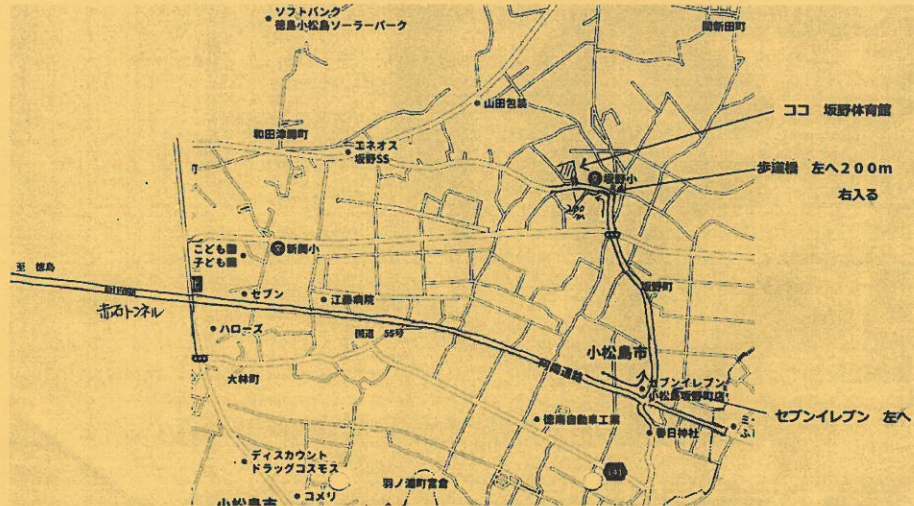 ソフトバンク
徳島小松島ソーラーパーク
間新田町
山田包装
ココ 坂野体育館
和田津開町
エネオス
坂野SS
坂野小
歩道橋 左へ200m
右入る
200
m
こども園
子ども園
新開小
至 徳島
坂野町
セブン
江藤病院
赤石トンネル
ハローズ
国道 55号
小松島市
阿南道路
大林町
セブンイレブン
小松島坂野町店
セブンイレブン 左へ
徳南自動車工業
春日神社
ミ
ふ
ディスカウント
ドラッグコスモス
羽ノ浦町宮倉
コメリ
小松島市